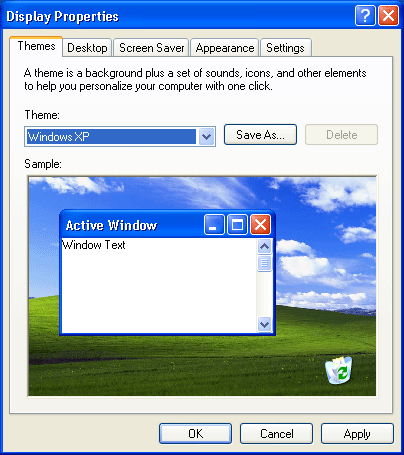 Display Properties
Themes Desktop Screen Saver Appearance Settings
A theme is a background plus a set of sounds, icons, and other elements
to help you personalize your computer with one click.
Theme:
Windows XP Save As... Delete
Sample:
Active Window
Window Text
OK Cancel Apply